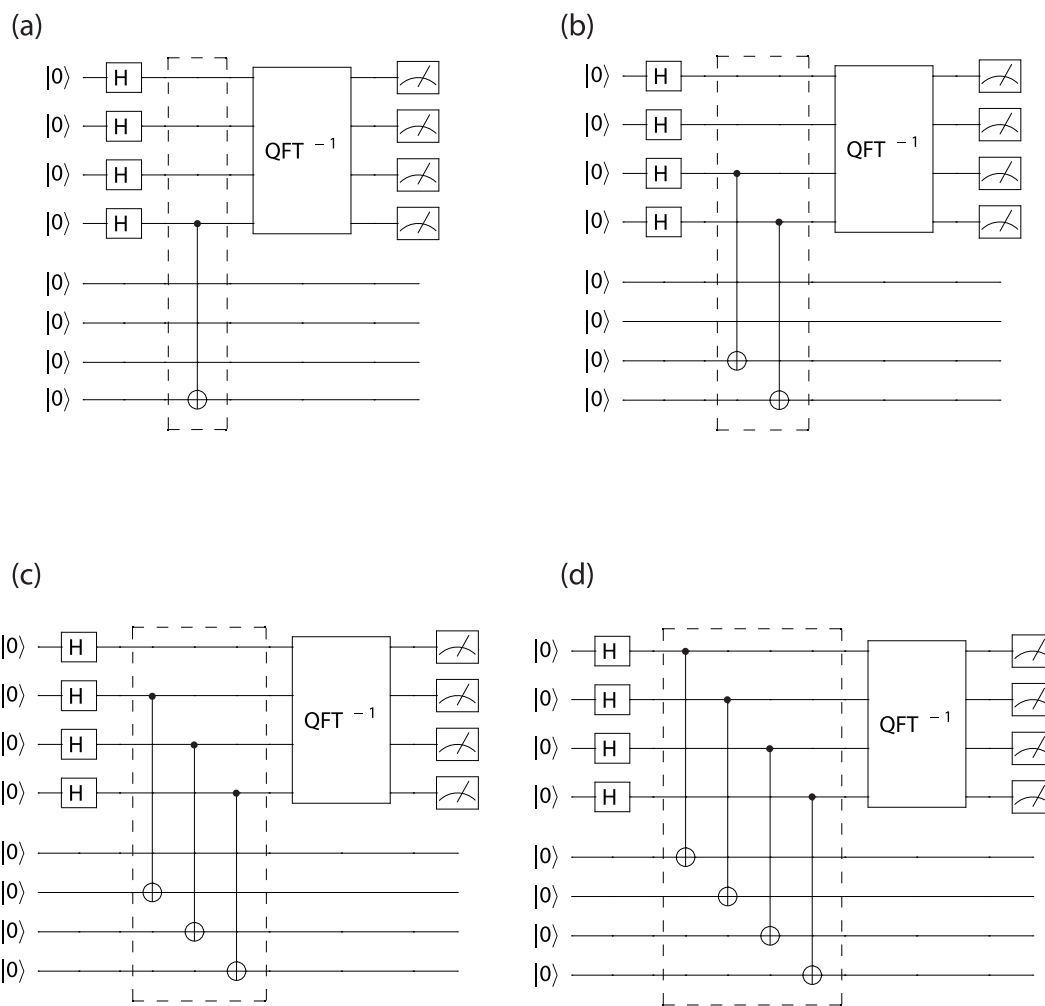 (a) (b)
|0⟩ H |0⟩ H
|0⟩ H |0⟩ H
QFT ⁻¹ QFT ⁻¹
|0⟩ H |0⟩ H
|0⟩ H |0⟩ H
|0⟩ |0⟩
|0⟩ |0⟩
|0⟩ |0⟩
|0⟩ |0⟩
(c) (d)
|0⟩ H |0⟩ H
|0⟩ H |0⟩ H
QFT ⁻¹ QFT ⁻¹
|0⟩ H |0⟩ H
|0⟩ H |0⟩ H
|0⟩ |0⟩
|0⟩ |0⟩
|0⟩ |0⟩
|0⟩ |0⟩